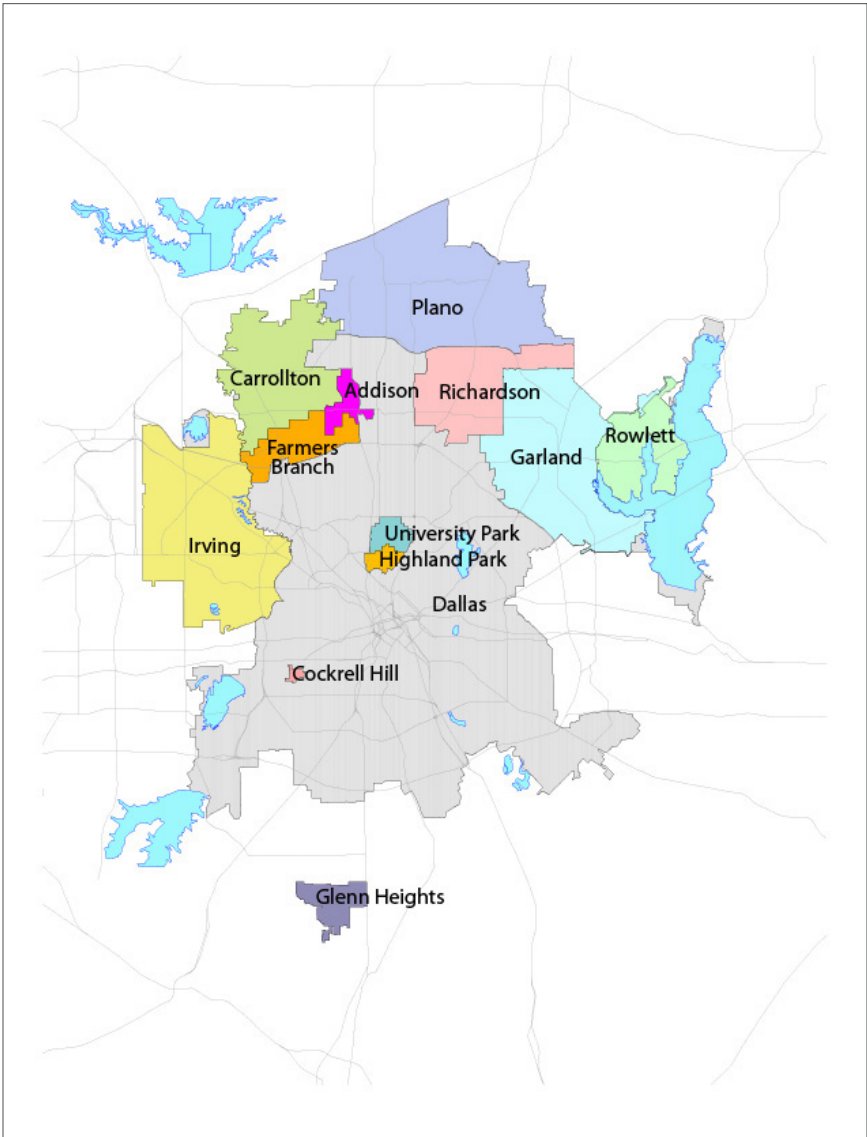 Plano
Carrollton
Addison
Richardson
Farmers
Branch
Garland
Rowlett
Irving
University Park
Highland Park
Dallas
Cockrell Hill
Glenn Heights